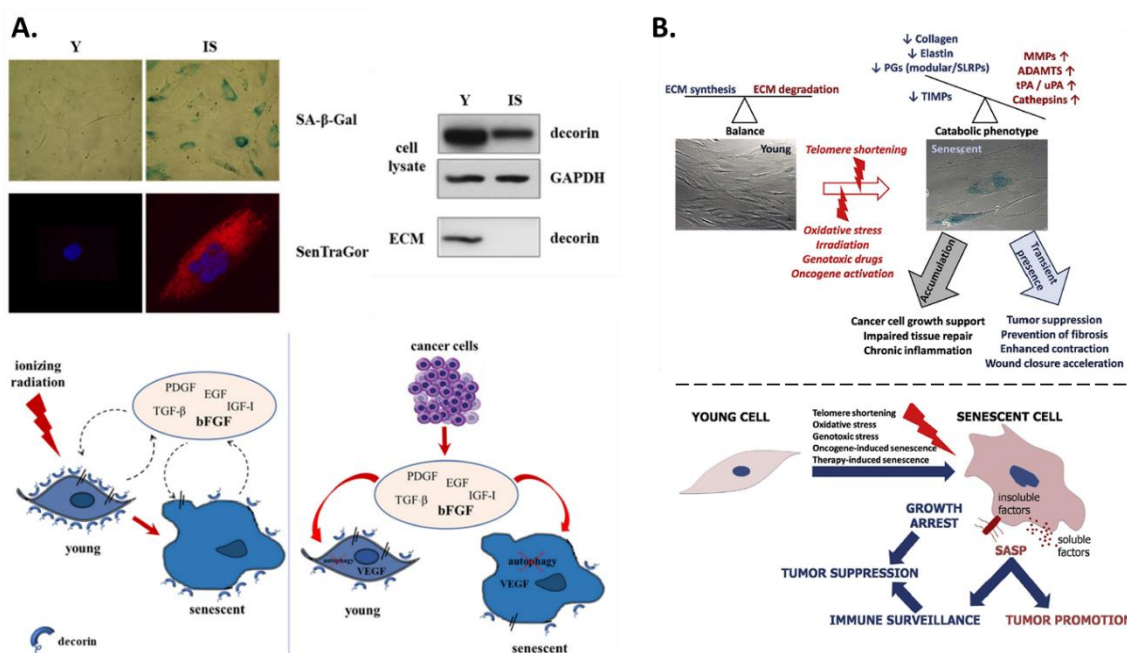 A.
Y IS
SA-β-Gal
SenTraGor
Y IS
cell
lysate
decorin
GAPDH
ECM
decorin
ionizing
radiation
PDGF
EGF
TGF-β
IGF-I
bFGF
young
senescent
decorin
cancer cells
PDGF
EGF
TGF-β
IGF-I
bFGF
autophagy
VEGF
young
autophagy
VEGF
senescent
B.
↓ Collagen
↓ Elastin
↓ PGs (modular/SLRPs)
↓ TIMPs
MMPs ↑
ADAMTS ↑
tPA / uPA ↑
Cathepsins ↑
ECM synthesis ECM degradation
Balance
Catabolic phenotype
Young
Telomere shortening
Senescent
Oxidative stress
Irradiation
Genotoxic drugs
Oncogene activation
Accumulation
Transient
presence
Cancer cell growth support
Impaired tissue repair
Chronic inflammation
Tumor suppression
Prevention of fibrosis
Enhanced contraction
Wound closure acceleration
YOUNG CELL
Telomere shortening
Oxidative stress
Genotoxic stress
Oncogene-induced senescence
Therapy-induced senescence
SENESCENT CELL
insoluble
factors
soluble
factors
GROWTH
ARREST
SASP
TUMOR SUPPRESSION
IMMUNE SURVEILLANCE
TUMOR PROMOTION